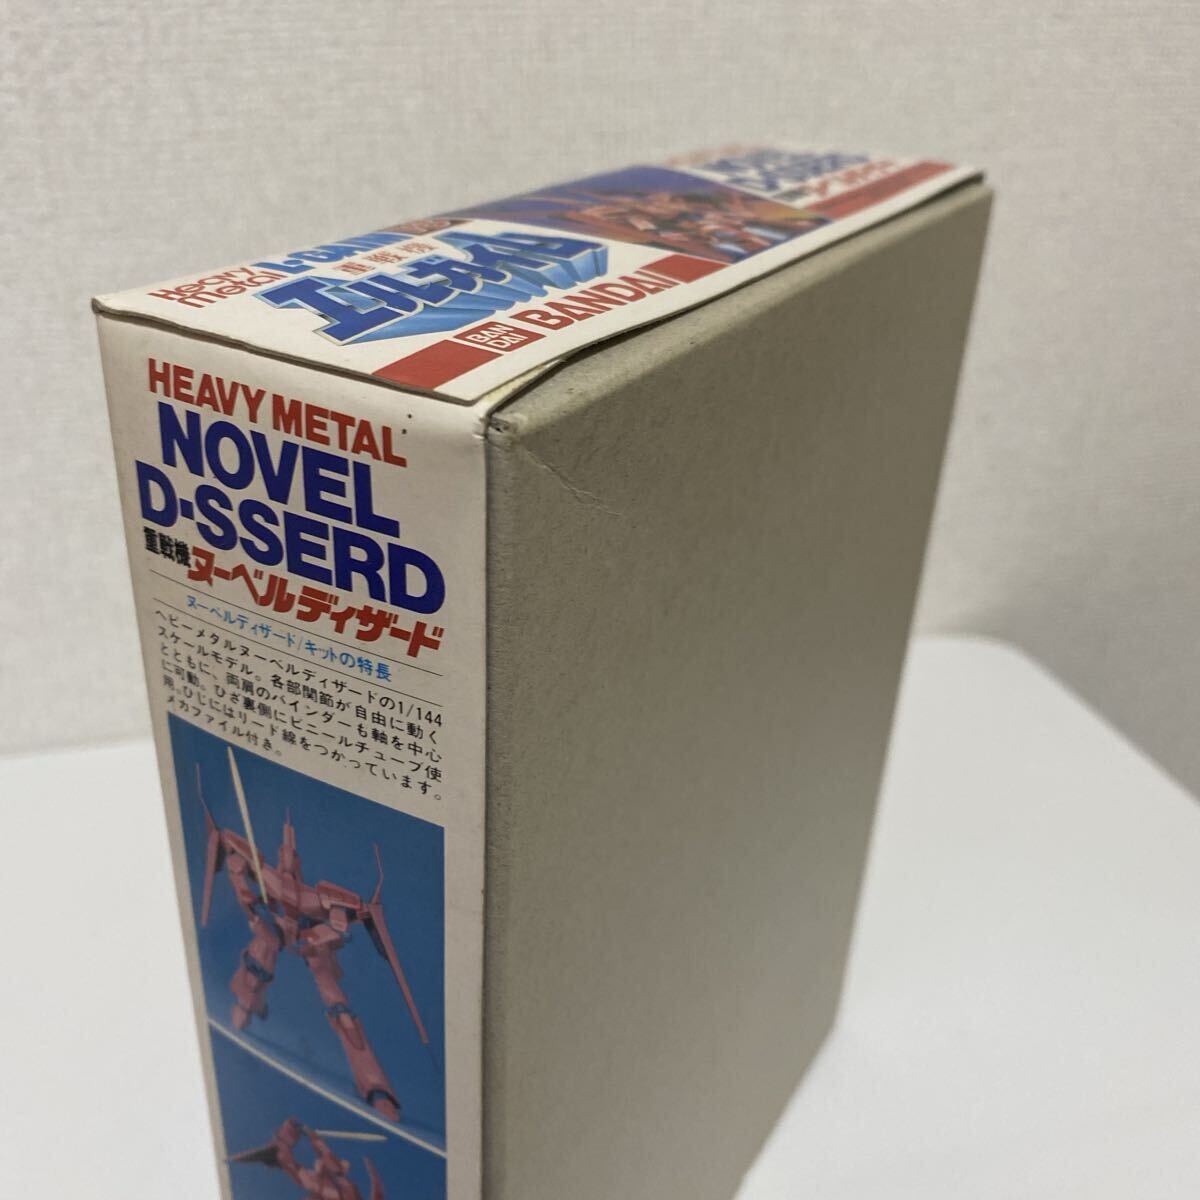 Heavy metal L-GAIM
重戦機
エルガイム
BAN DAI BANDAI
NOVEL
D-SSERD
HEAVY METAL
NOVEL
D-SSERD
重戦機 ヌーベルディザード
ヌーベルディザード/キットの特長
ヘビーメタルヌーベルディザードの1/144
スケールモデル。各部関節が自由に動く
とともに、両肩のバインダーも軸を中心
に可動。ひざ裏側にビニールチューブ使
用。ひじにはリード線をつかっています。
メカファイル付き。